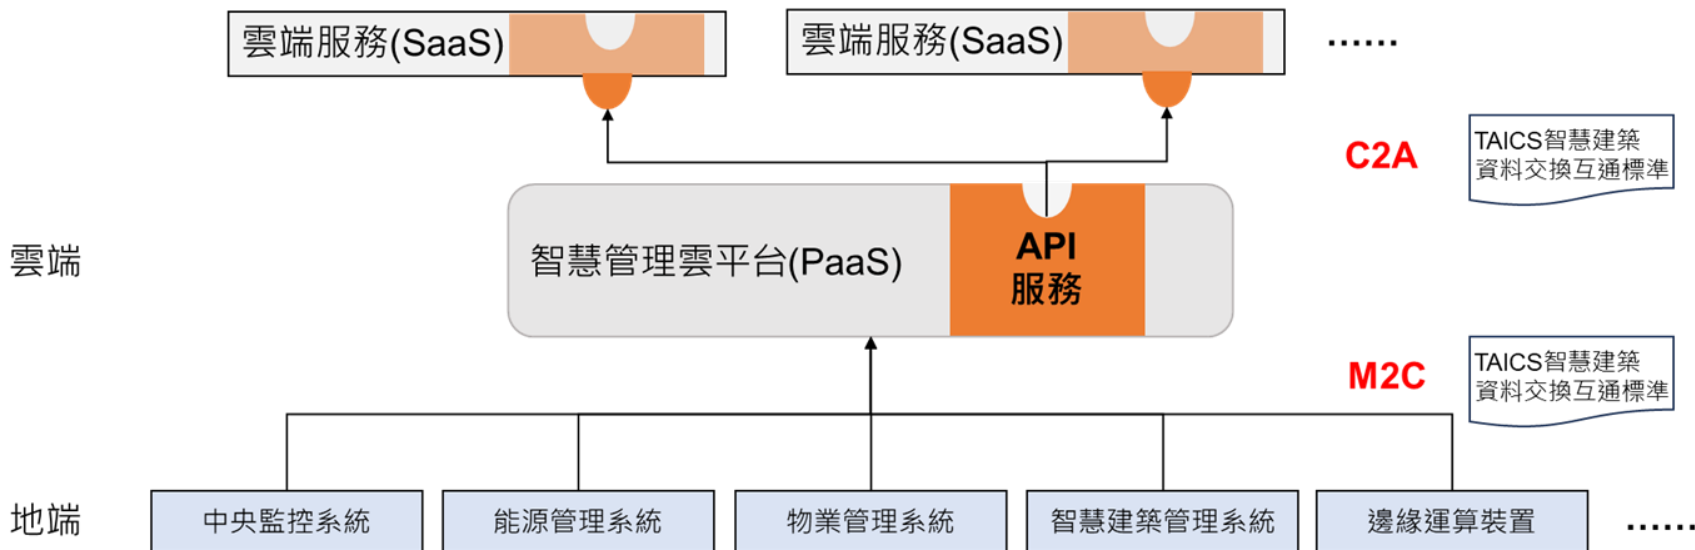 雲端服務(SaaS)
雲端服務(SaaS)
......
C2A
TAICS智慧建築
資料交換互通標準
雲端
智慧管理雲平台(PaaS)
API
服務
M2C
TAICS智慧建築
資料交換互通標準
地端
中央監控系統
能源管理系統
物業管理系統
智慧建築管理系統
邊緣運算裝置
......